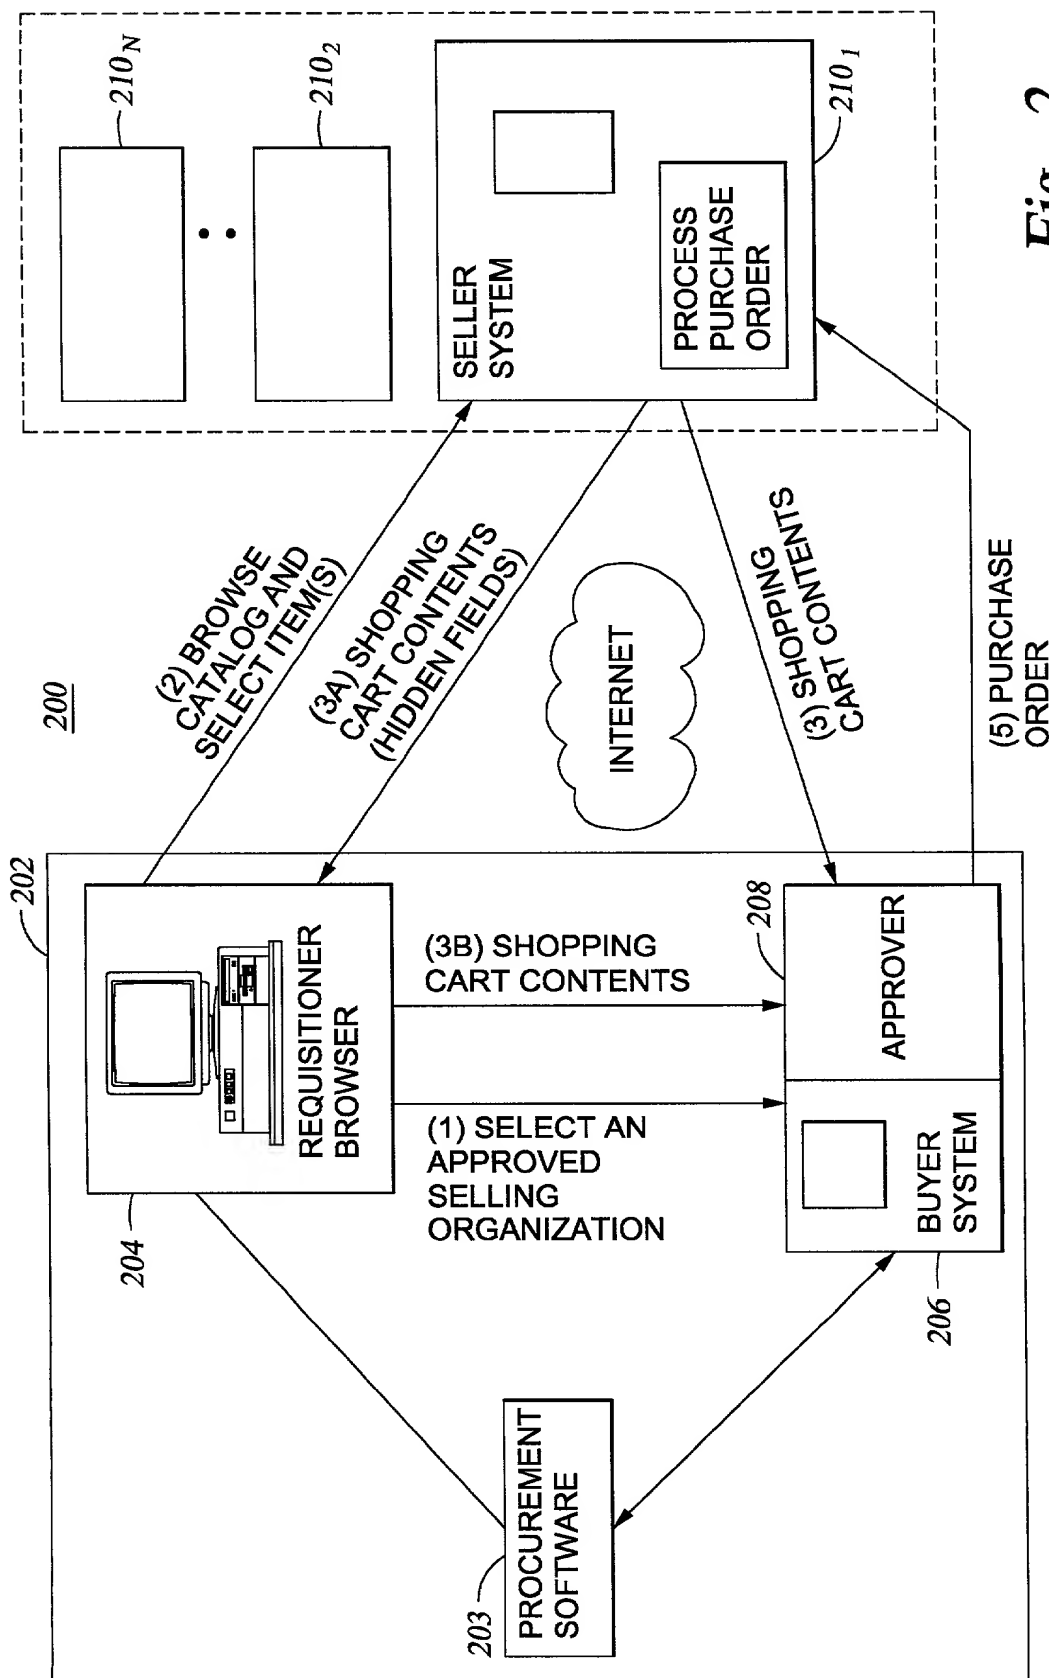 200
202
204
REQUISITIONER
BROWSER
203
PROCUREMENT
SOFTWARE
(3B) SHOPPING
CART CONTENTS
(1) SELECT AN
APPROVED
SELLING
ORGANIZATION
208
APPROVER
BUYER
SYSTEM
206
(2) BROWSE
CATALOG AND
SELECT ITEM(S)
(3A) SHOPPING
CART CONTENTS
(HIDDEN FIELDS)
INTERNET
(3) SHOPPING
CART CONTENTS
(5) PURCHASE
ORDER
210N
2102
SELLER
SYSTEM
PROCESS
PURCHASE
ORDER
2101
Fig. 2